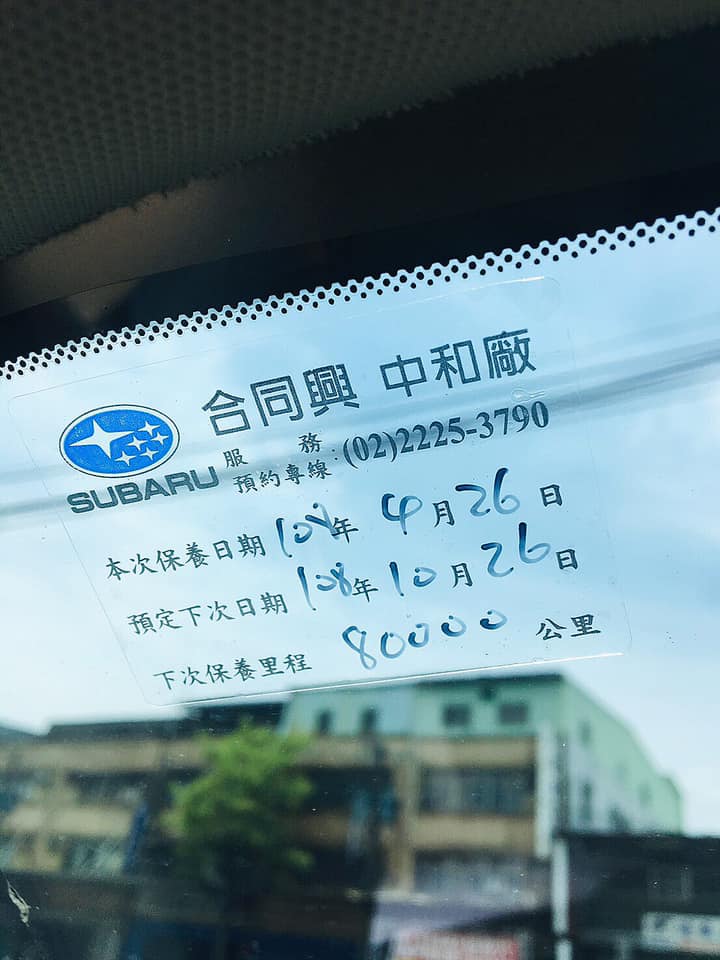 合同興 中和廠
SUBARU
服務
預約專線:(02)2225-3790
本次保養日期 108年 4月26日
預定下次日期 108年10月26日
下次保養里程 80000 公里